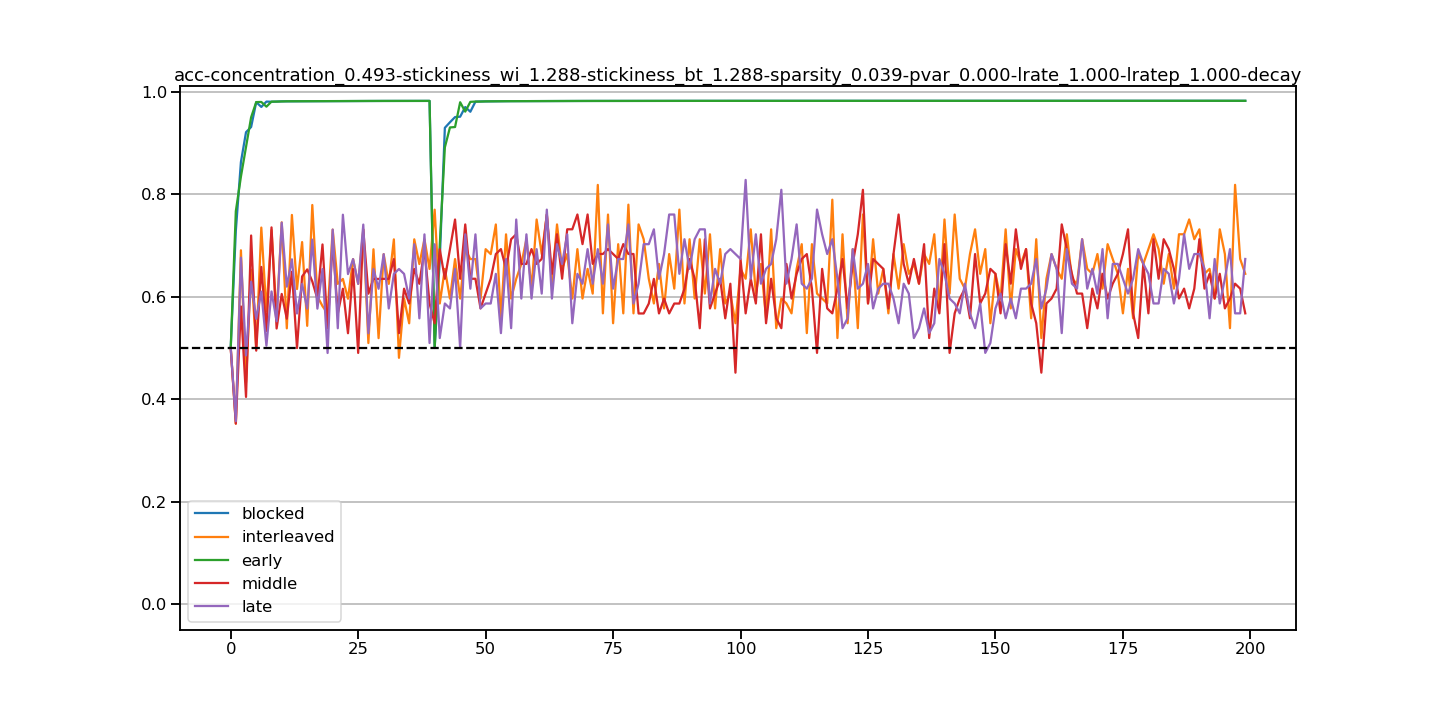 acc-concentration_0.493-stickiness_wi_1.288-stickiness_bt_1.288-sparsity_0.039-pvar_0.000-lrate_1.000-lratep_1.000-decay
1.0
0.8
0.6
0.4
0.2
0.0
blocked
interleaved
early
middle
late
0 25 50 75 100 125 150 175 200